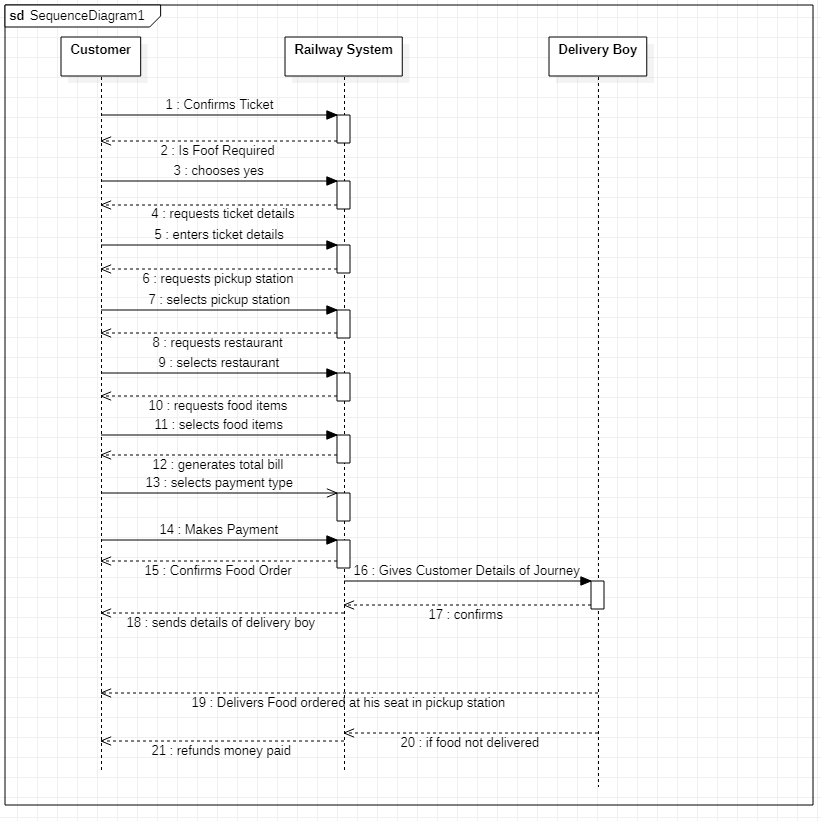 sd SequenceDiagram1
Customer
Railway System
Delivery Boy
1 : Confirms Ticket
2 : Is Foof Required
3 : chooses yes
4 : requests ticket details
5 : enters ticket details
6 : requests pickup station
7 : selects pickup station
8 : requests restaurant
9 : selects restaurant
10 : requests food items
11 : selects food items
12 : generates total bill
13 : selects payment type
14 : Makes Payment
15 : Confirms Food Order
16 : Gives Customer Details of Journey
17 : confirms
18 : sends details of delivery boy
19 : Delivers Food ordered at his seat in pickup station
20 : if food not delivered
21 : refunds money paid